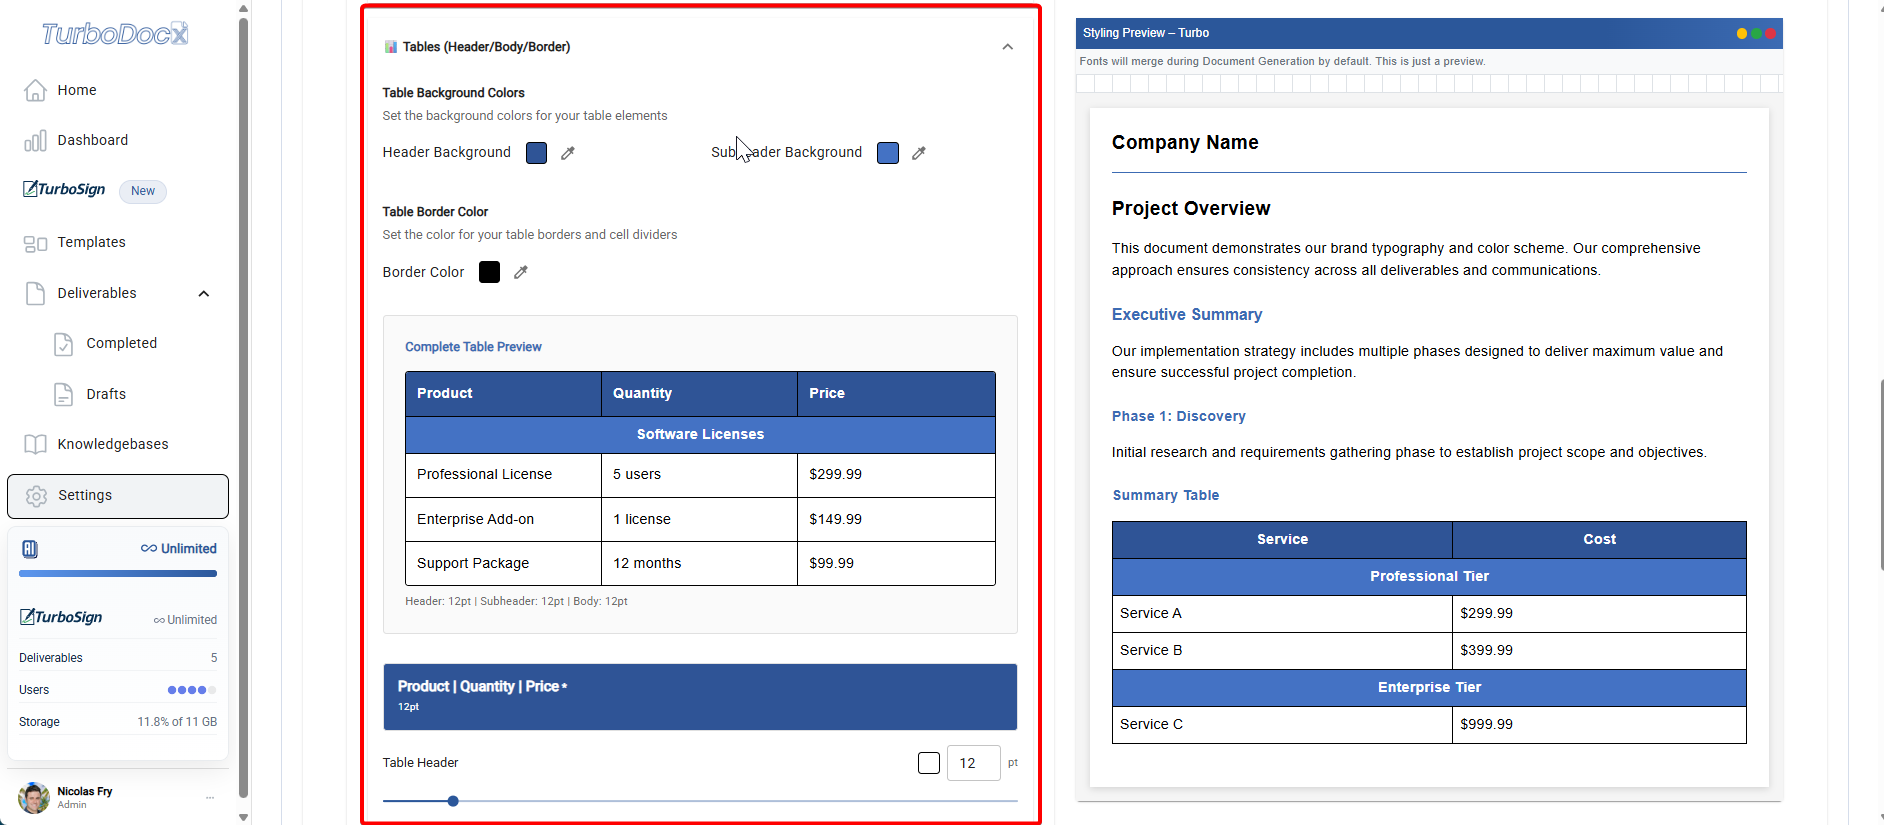 TurboDocX
Home
Dashboard
TurboSign New
Templates
Deliverables
Completed
Drafts
Knowledgebases
Settings
∞ Unlimited
TurboSign ∞ Unlimited
Deliverables 5
Users
Storage 11.8% of 11 GB
Nicolas Fry
Admin
...
Tables (Header/Body/Border)
Table Background Colors
Set the background colors for your table elements
Header Background
Background
Table Border Color
Set the color for your table borders and cell dividers
Border Color
Complete Table Preview
Product Quantity Price
Software Licenses
Professional License 5 users $299.99
Enterprise Add-on 1 license $149.99
Support Package 12 months $99.99
Header: 12pt | Subheader: 12pt | Body: 12pt
Product | Quantity | Price *
12pt
Table Header 12 pt
Styling Preview – Turbo
Fonts will merge during Document Generation by default. This is just a preview.
Company Name
Project Overview
This document demonstrates our brand typography and color scheme. Our comprehensive
approach ensures consistency across all deliverables and communications.
Executive Summary
Our implementation strategy includes multiple phases designed to deliver maximum value and
ensure successful project completion.
Phase 1: Discovery
Initial research and requirements gathering phase to establish project scope and objectives.
Summary Table
Service Cost
Professional Tier
Service A $299.99
Service B $399.99
Enterprise Tier
Service C $999.99